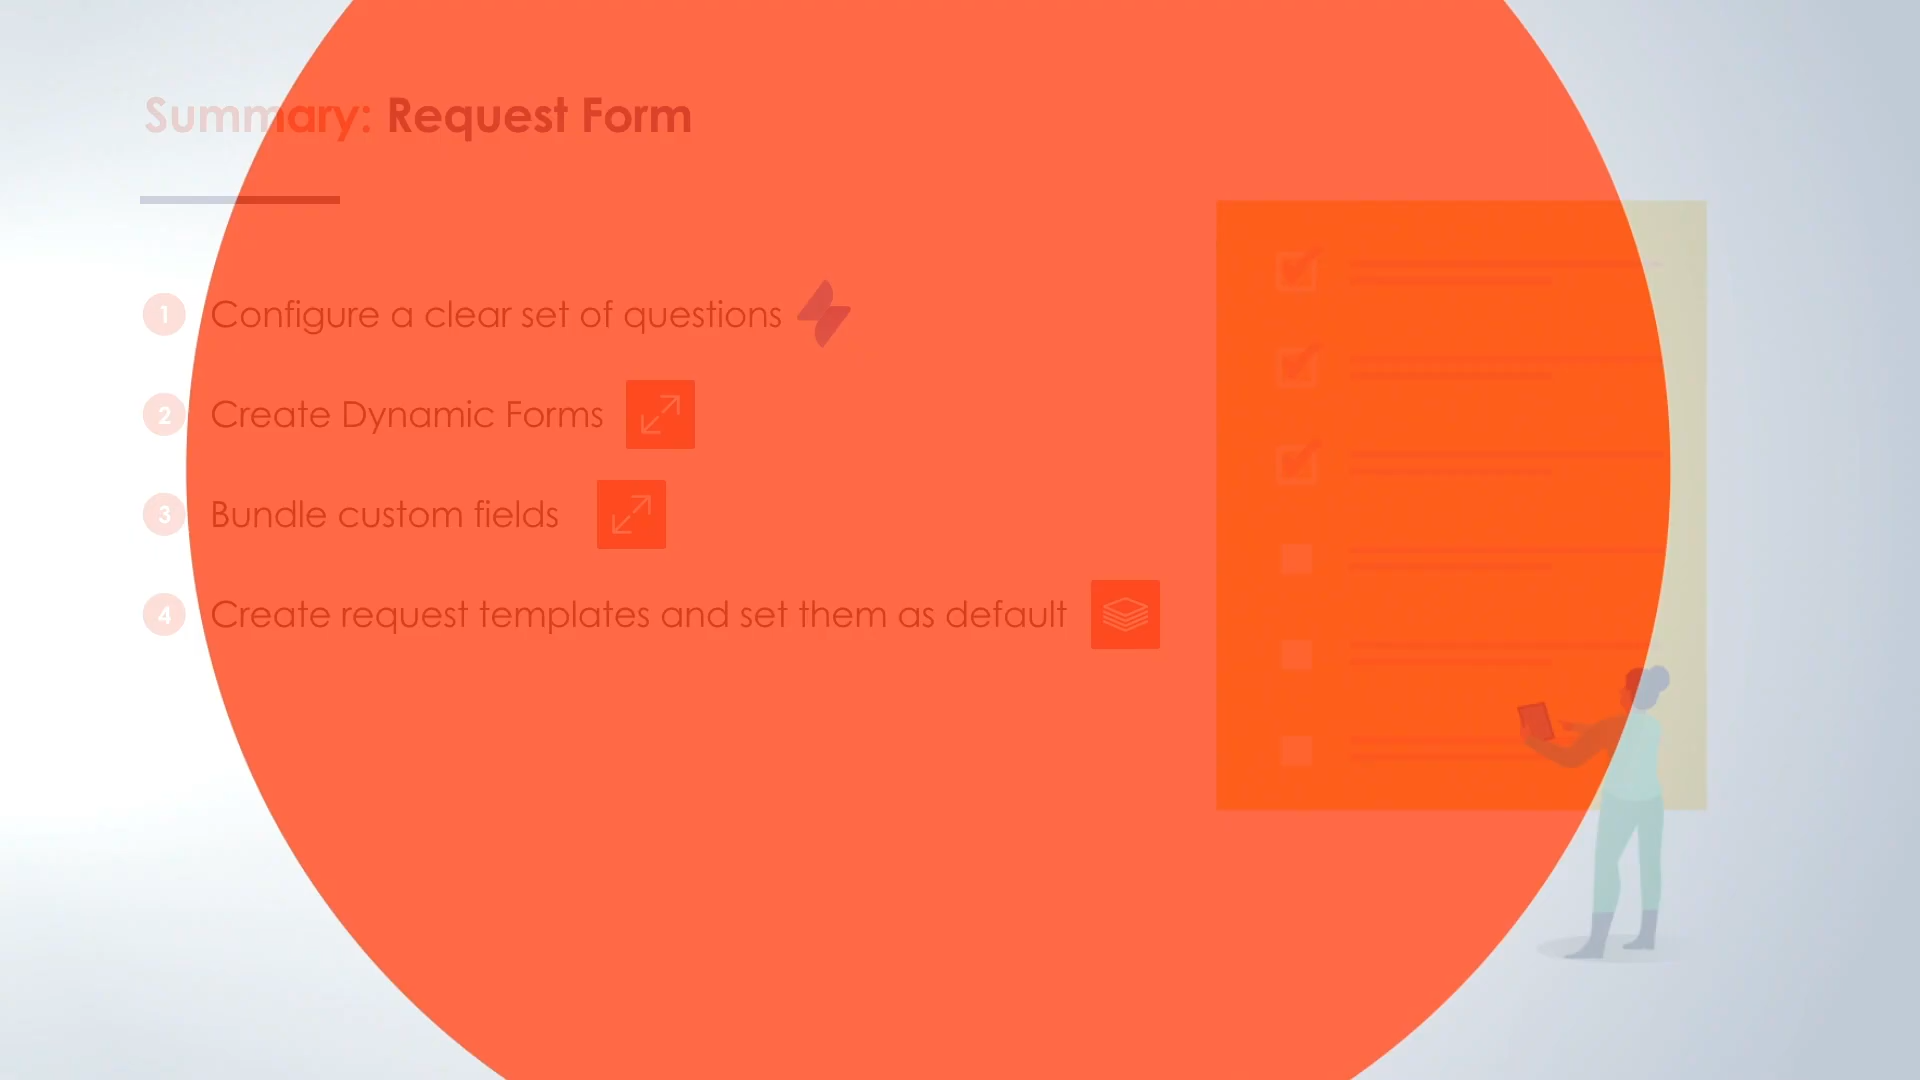 Summary: Request Form
1 Configure a clear set of questions
2 Create Dynamic Forms
3 Bundle custom fields
4 Create request templates and set them as default